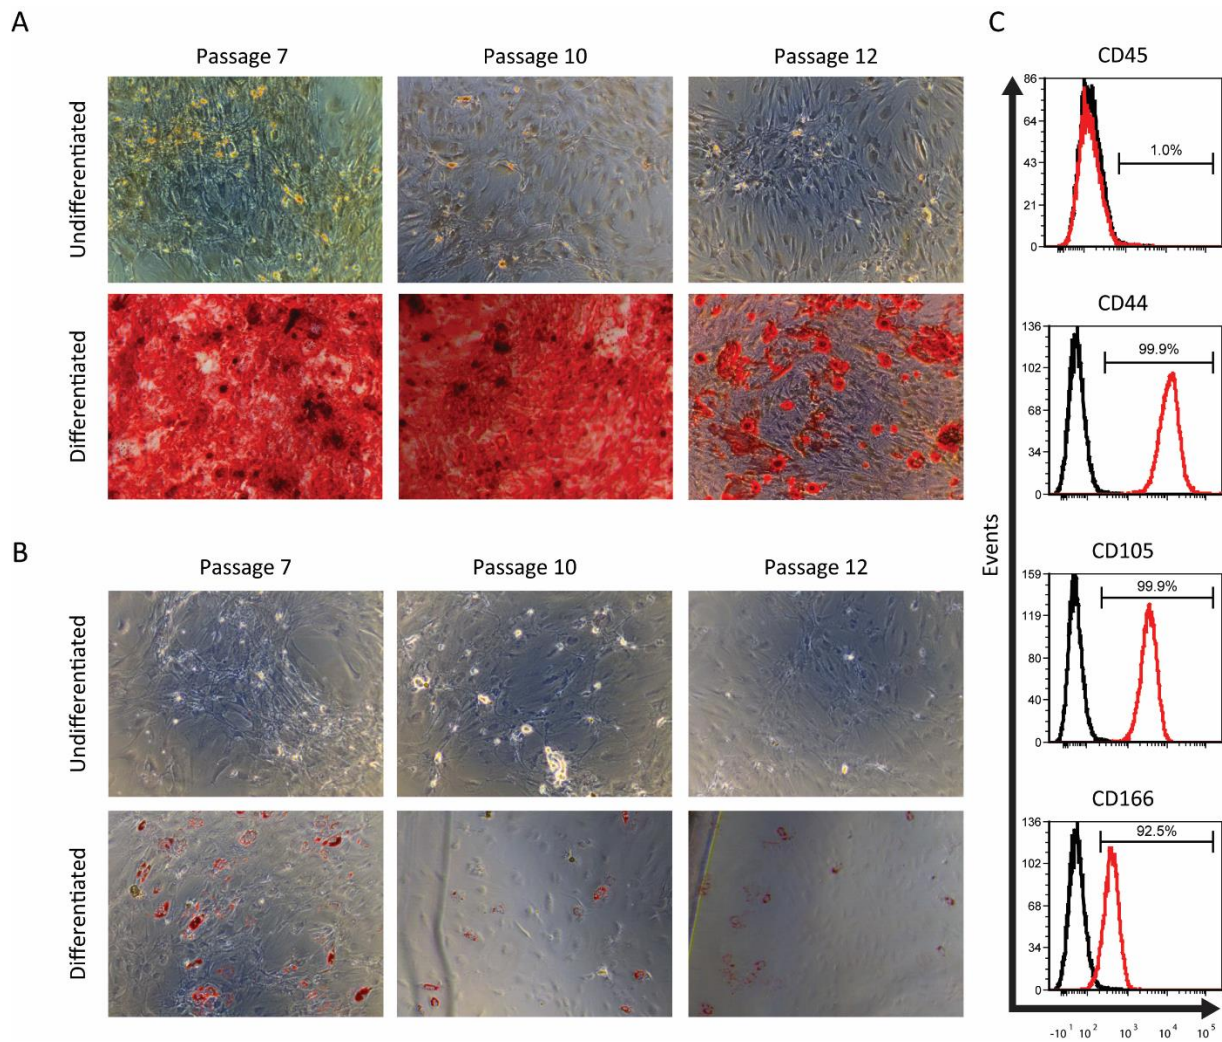 A
Passage 7
Passage 10
Passage 12
Undifferentiated
Differentiated
B
Passage 7
Passage 10
Passage 12
Undifferentiated
Differentiated
C
Events
CD45
86
64
43
21
0
1.0%
CD44
136
102
68
34
0
99.9%
CD105
159
119
80
40
0
99.9%
CD166
136
102
68
34
0
92.5%
-10¹ 10² 10³ 10⁴ 10⁵